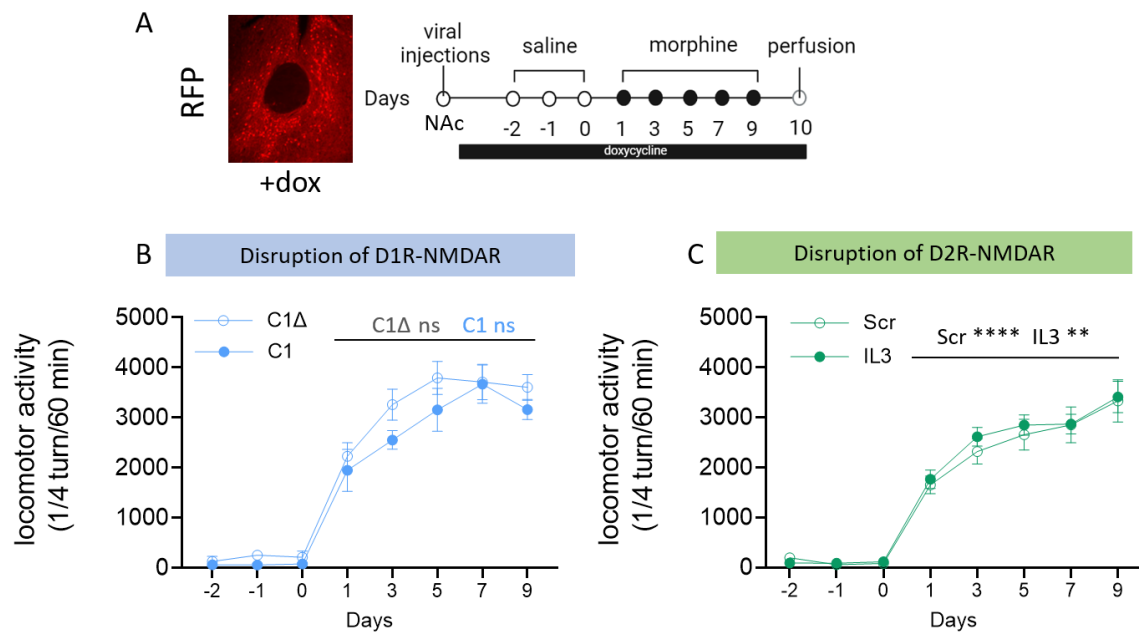 A
RFP
+dox
viral
injections
saline
morphine
perfusion
Days
NAc
-2 -1 0 1 3 5 7 9 10
doxycycline
B
Disruption of D1R-NMDAR
C1Δ
C1
C1Δ ns C1 ns
locomotor activity
(1/4 turn/60 min)
5000
4000
3000
2000
1000
0
-2 -1 0 1 3 5 7 9
Days
C
Disruption of D2R-NMDAR
Scr
IL3
Scr **** IL3 **
locomotor activity
(1/4 turn/60 min)
5000
4000
3000
2000
1000
0
-2 -1 0 1 3 5 7 9
Days